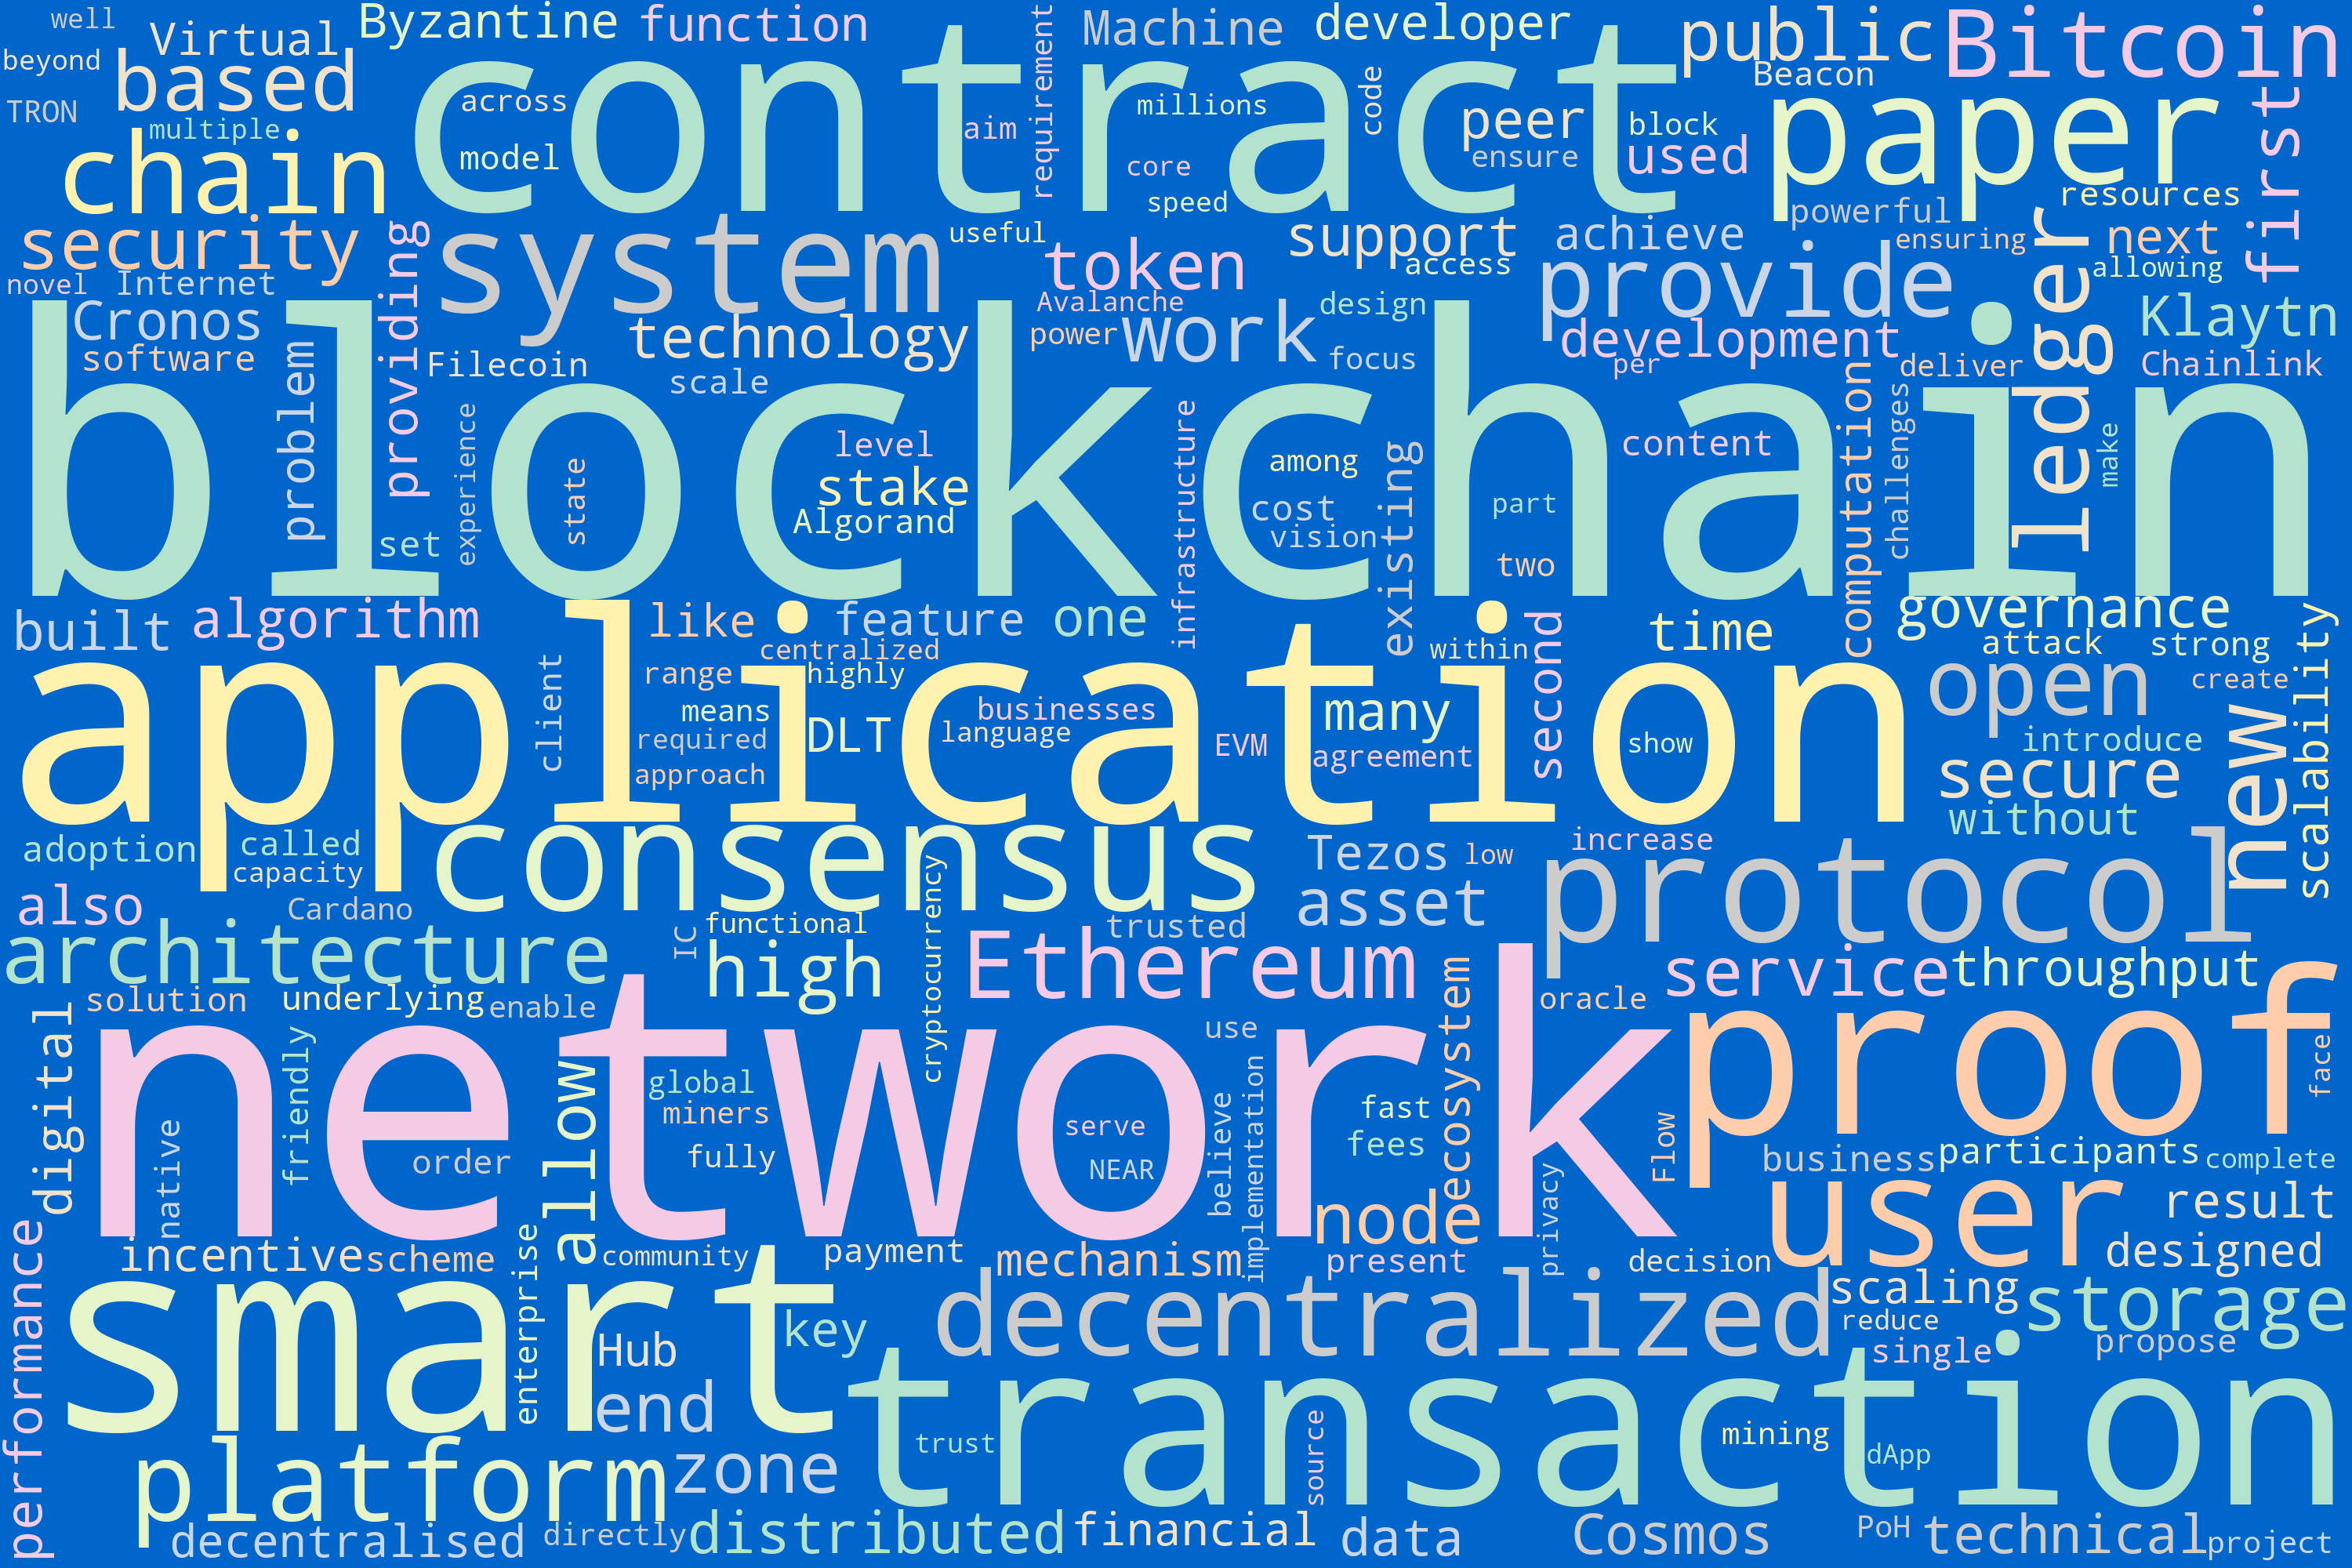 well
beyond
TRON
Virtual
based
multiple
chain
Byzantine
function
contract
across
model
aim
requirement
Machine
millions
core
speed
developer
code
peer
ensure
public
Beacon
block
used
Bitcoin
paper
first
resources
powerful
security
novel
Internet
Cronos
software
providing
system
useful
token
Avalanche
power
work
support
access
design
focus
achieve
provide
ensuring
next
allowing
ledger
Klaytn
Chainlink
development
per
deliver
technology
Filecoin
scale
problem
blockchain
experience
set
state
level
stake
Algorand
infrastructure
among
cost
vision
existing
part
two
content
computation
challenges
make
built
algorithm
like
feature
one
centralized
highly
range
means
required
approach
client
application
DLT
businesses
language
EVM
many
agreement
within
second
show
time
governance
attack
strong
open
create
introduce
secure
without
new
scalability
adoption
called
capacity
consensus
cryptocurrency
Tezos
low
increase
asset
protocol
also
Cardano
architecture
IC
functional
high
trusted
Ethereum
service
throughput
oracle
solution
underlying
enable
digital
network
native
friendly
order
allow
global
miners
fully
serve
NEAR
use
believe
implementation
fast
fees
ecosystem
proof
face
Flow
privacy
business
participants
complete
user
result
designed
node
performance
incentive
scheme
enterprise
community
payment
mechanism
present
decision
smart
Hub
key
end
decentralized
scaling
reduce
storage
single
propose
platform
zone
transaction
trust
source
mining
dApp
decentralised
directly
distributed
financial
data
Cosmos
PoH
technical
project